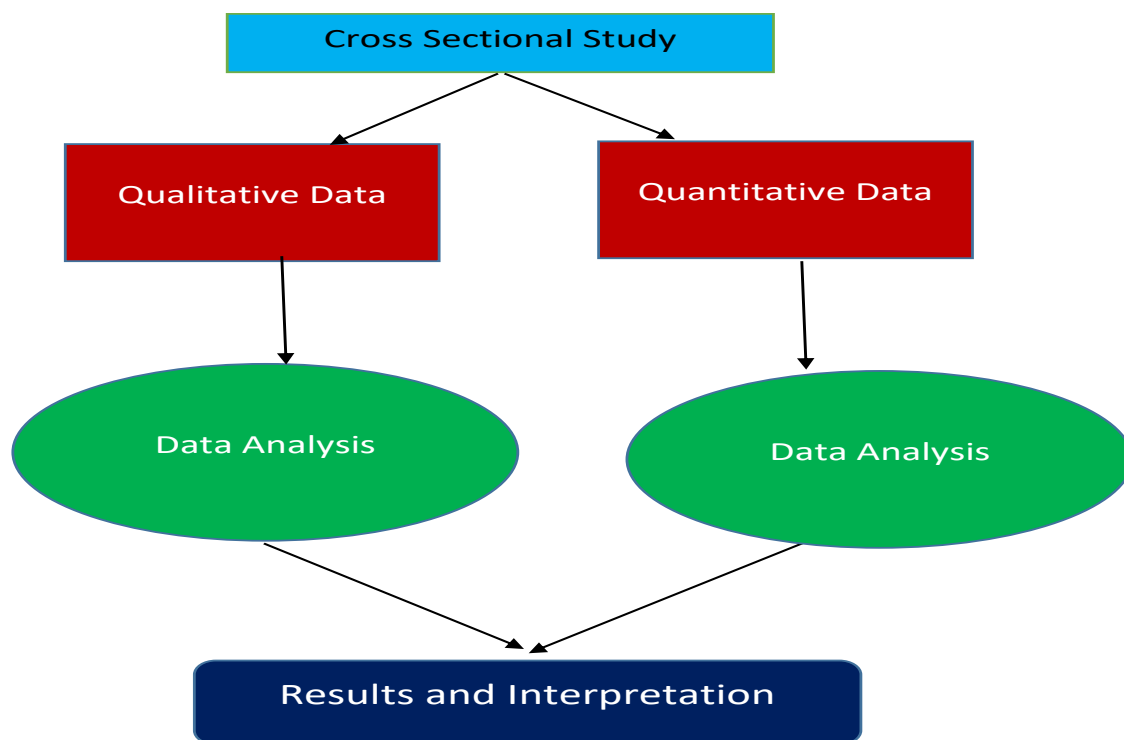 Cross Sectional Study
Qualitative Data
Quantitative Data
Data Analysis
Data Analysis
Results and Interpretation